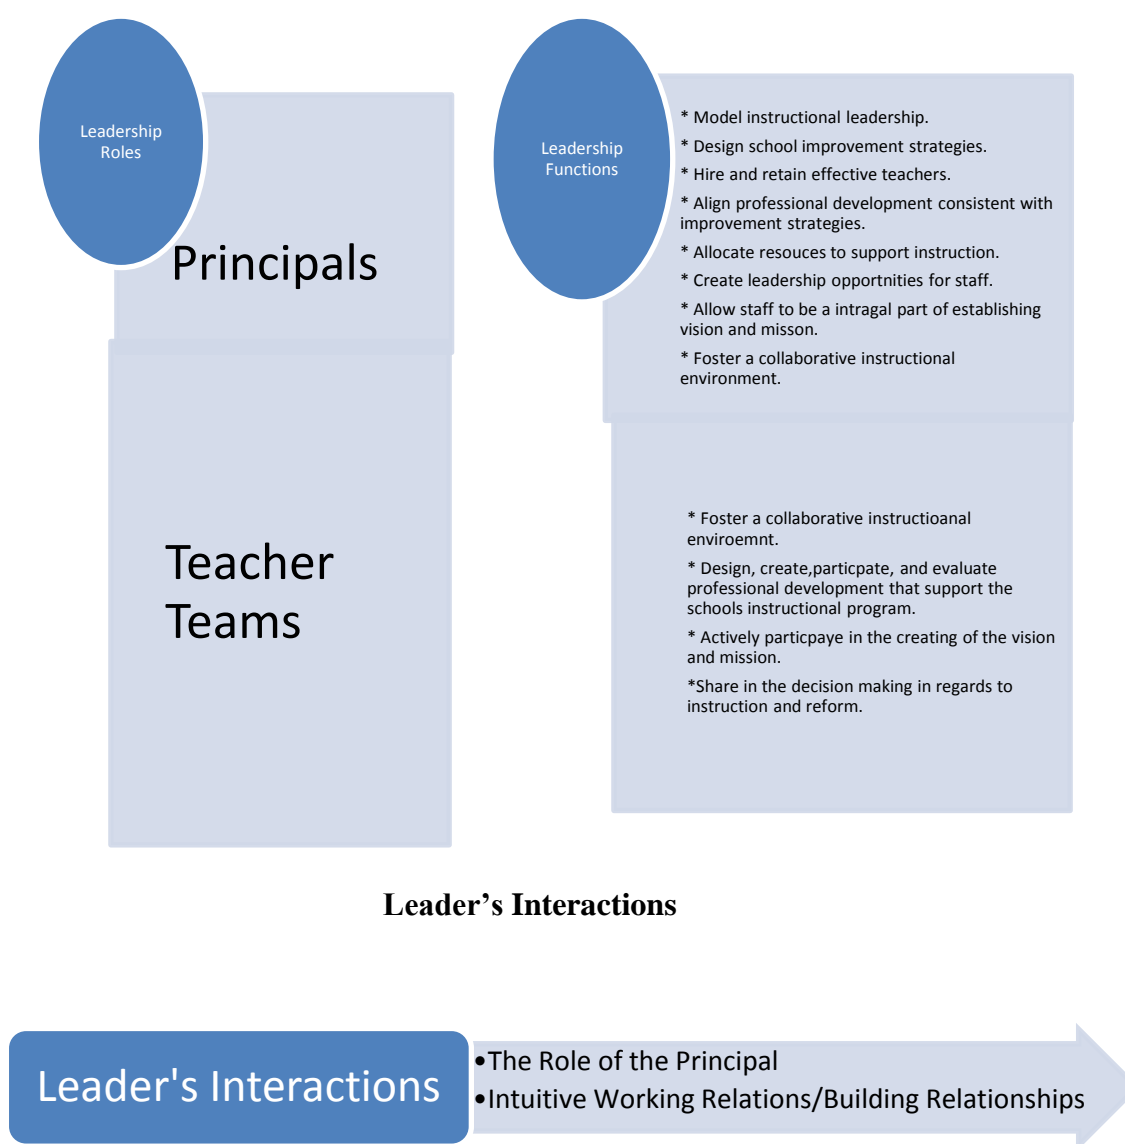 Leadership
Roles
Principals
Teacher
Teams
Leadership
Functions
* Model instructional leadership.
* Design school improvement strategies.
* Hire and retain effective teachers.
* Align professional development consistent with
improvement strategies.
* Allocate resouces to support instruction.
* Create leadership opportnities for staff.
* Allow staff to be a intragal part of establishing
vision and misson.
* Foster a collaborative instructional
environment.
* Foster a collaborative instructioanal
enviroemnt.
* Design, create,particpate, and evaluate
professional development that support the
schools instructional program.
* Actively particpaye in the creating of the vision
and mission.
*Share in the decision making in regards to
instruction and reform.
Leader’s Interactions
Leader's Interactions
•The Role of the Principal
•Intuitive Working Relations/Building Relationships